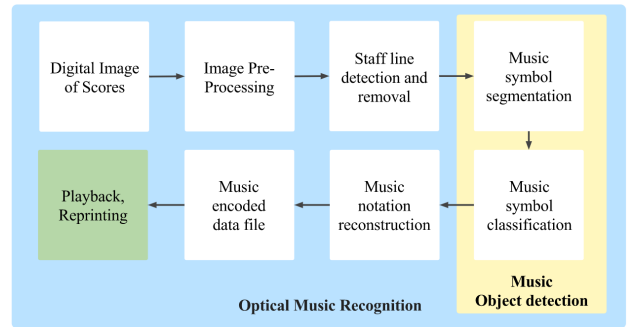 Digital Image
of Scores
Image Pre-
Processing
Staff line
detection and
removal
Music
symbol
segmentation
Playback,
Reprinting
Music
encoded
data file
Music
notation
reconstruction
Music
symbol
classification
Music
Object detection
Optical Music Recognition